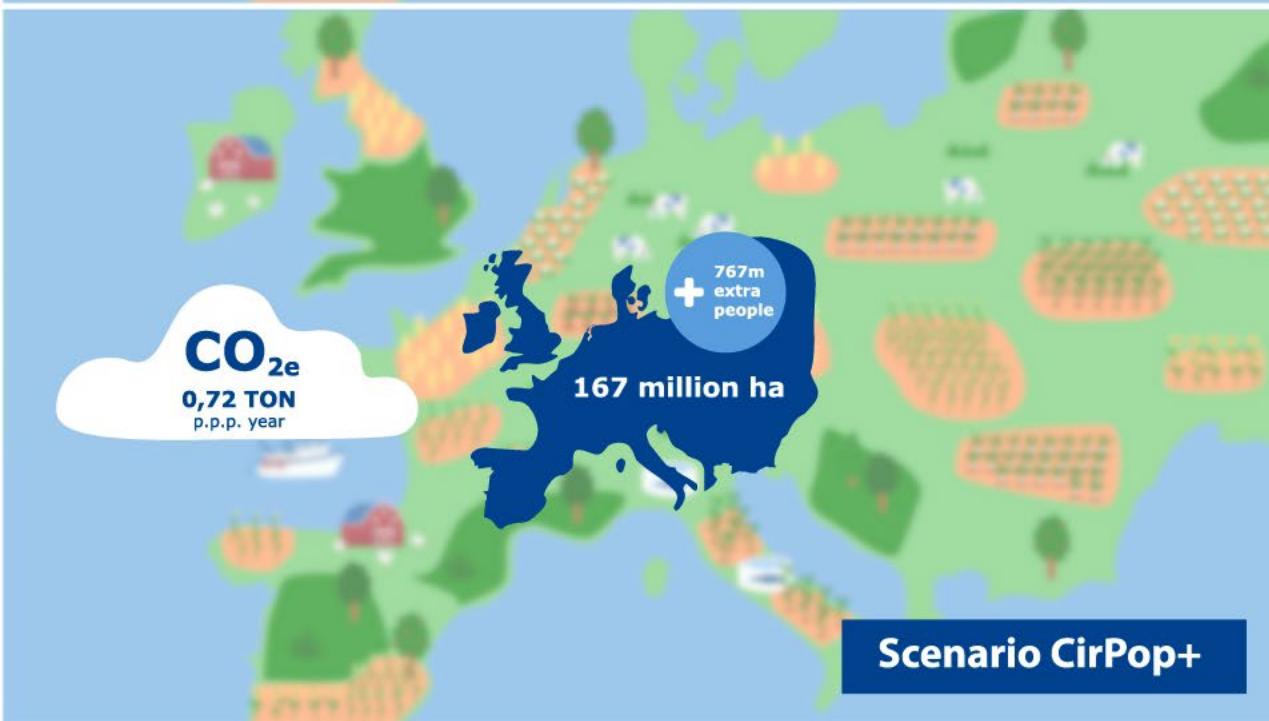 767m
extra
people
CO2e
0,72 TON
p.p.p. year
167 million ha
Scenario CirPop+